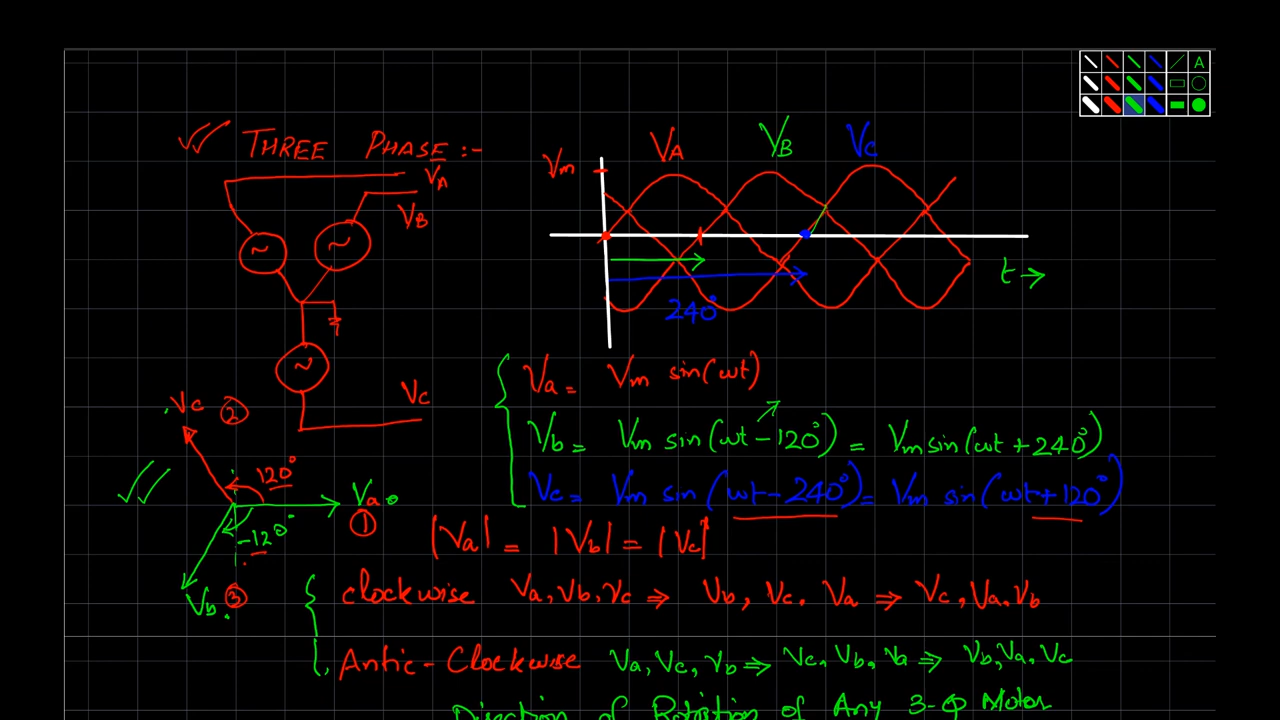 THREE PHASE :-
VA
VB
Vc
Vm
VA
VB
Vc
240°
t→
Va = Vm sin(ωt)
Vb = Vm sin(ωt - 120°) = Vm sin(ωt + 240°)
Vc = Vm sin(ωt - 240°) = Vm sin(ωt + 120°)
|Va| = |Vb| = |Vc|
Vc ②
120°
Va
①
-120°
Vb ③
clockwise Va, Vb, Vc ⇒ Vb, Vc, Va ⇒ Vc, Va, Vb
Antic-Clockwise Va, Vc, Vb ⇒ Vc, Vb, Va ⇒ Vb, Va, Vc
Direction of Rotation of Any 3-Φ Motor
A